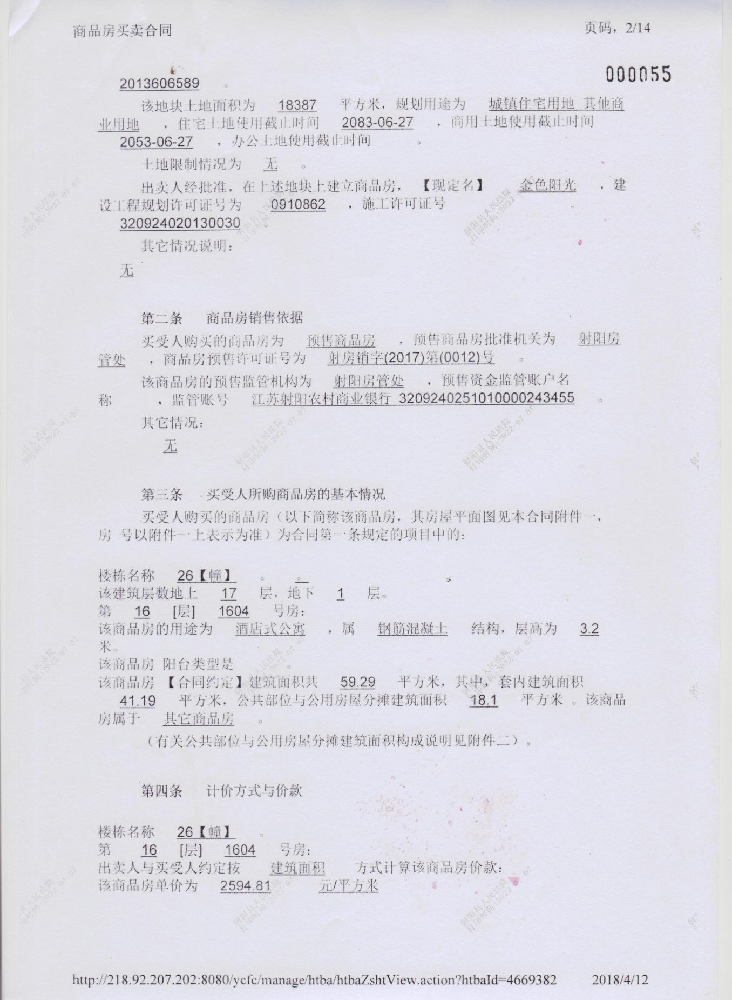 商品房买卖合同 页码，2/14
000055
2013606589 。
该地块土地面积为 18387 平方米，规划用途为 城镇住宅用地 其他商
业用地 ，住宅土地使用截止时间 2083-06-27 ，商用土地使用截止时间
2053-06-27 ，办公土地使用截止时间 。
土地限制情况为 无 。
出卖人经批准，在上述地块上建立商品房，【现定名】 金色阳光 ，建
设工程规划许可证号为 0910862 ，施工许可证号
320924020130030 。
其它情况说明：
无
第二条 商品房销售依据
买受人购买的商品房为 预售商品房 ，预售商品房批准机关为 射阳房
管处 ，商品房预售许可证号为 射房销字(2017)第(0012)号 。
该商品房的预售监管机构为 射阳房管处 ，预售资金监管账户名
称 ，监管账号 江苏射阳农村商业银行 3209240251010000243455 。
其它情况：
无
第三条 买受人所购商品房的基本情况
买受人购买的商品房（以下简称该商品房，其房屋平面图见本合同附件一，
房 号以附件一上表示为准）为合同第一条规定的项目中的：
楼栋名称 26【幢】 。 。
该建筑层数地上 17 层，地下 1 层。
第 16 [层] 1604 号房：
该商品房的用途为 酒店式公寓 ，属 钢筋混凝土 结构，层高为 3.2
米。
该商品房 阳台类型是 。
该商品房 【合同约定】建筑面积共 59.29 平方米，其中，套内建筑面积
41.19 平方米，公共部位与公用房屋分摊建筑面积 18.1 平方米 。该商品
房属于 其它商品房 。
（有关公共部位与公用房屋分摊建筑面积构成说明见附件二）。
第四条 计价方式与价款
楼栋名称 26【幢】 。
第 16 [层] 1604 号房：
出卖人与买受人约定按 建筑面积 方式计算该商品房价款：
该商品房单价为 2594.81 元/平方米
射阳县人民法院
打印时间:2022-07-07
http://218.92.207.202:8080/ycfc/manage/htba/htbaZshtView.action?htbaId=4669382 2018/4/12